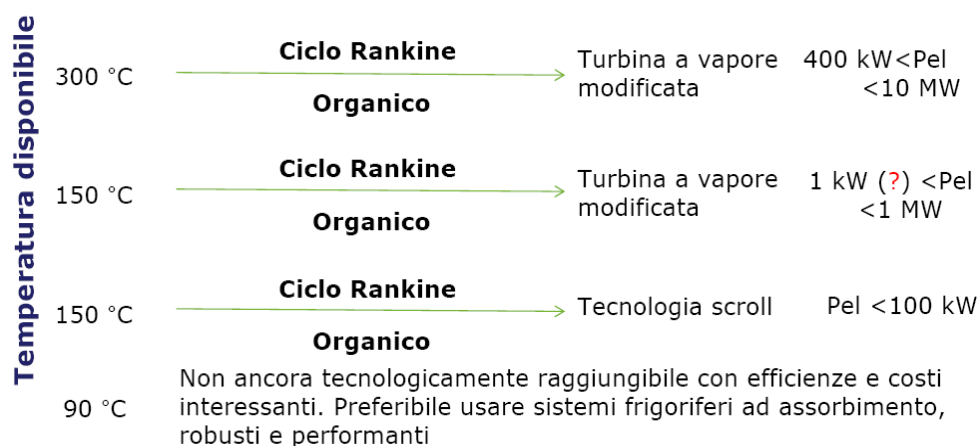 Temperatura disponibile
300 °C
Ciclo Rankine
Organico
Turbina a vapore
modificata
400 kW<Pel
<10 MW
150 °C
Ciclo Rankine
Organico
Turbina a vapore
modificata
1 kW (?) <Pel
<1 MW
150 °C
Ciclo Rankine
Organico
Tecnologia scroll
Pel <100 kW
90 °C
Non ancora tecnologicamente raggiungibile con efficienze e costi
interessanti. Preferibile usare sistemi frigoriferi ad assorbimento,
robusti e performanti